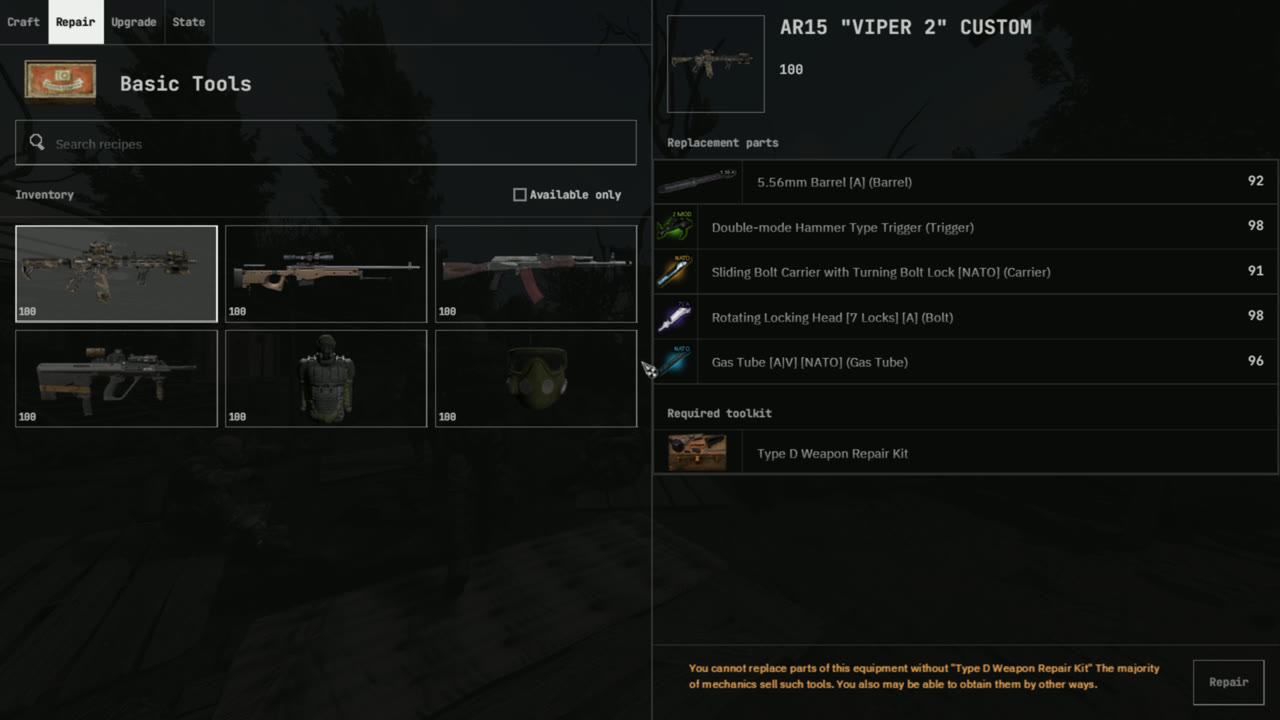 Craft
Repair
Upgrade
State
Basic Tools
Search recipes
Inventory
Available only
100
100
100
100
100
100
AR15 "VIPER 2" CUSTOM
100
Replacement parts
5.56mm Barrel [A] (Barrel)
92
Double-mode Hammer Type Trigger (Trigger)
98
Sliding Bolt Carrier with Turning Bolt Lock [NATO] (Carrier)
91
Rotating Locking Head [7 Locks] [A] (Bolt)
98
Gas Tube [A|V] [NATO] (Gas Tube)
96
Required toolkit
Type D Weapon Repair Kit
You cannot replace parts of this equipment without "Type D Weapon Repair Kit" The majority
of mechanics sell such tools. You also may be able to obtain them by other ways.
Repair